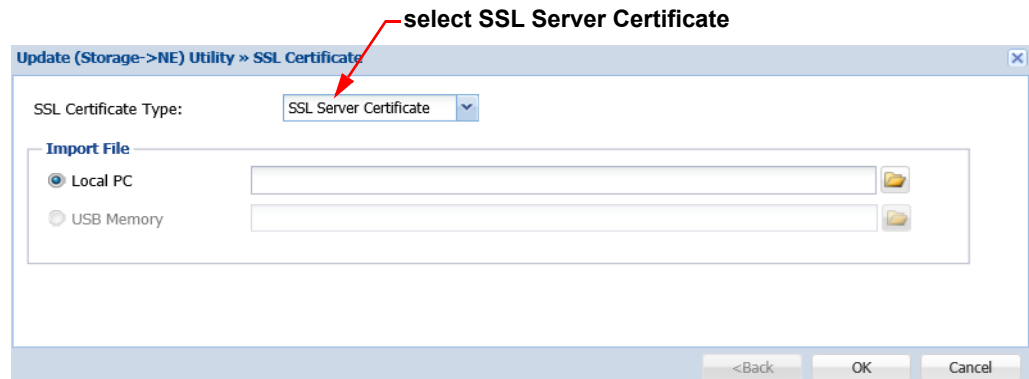 select SSL Server Certificate
Update (Storage->NE) Utility » SSL Certificate
SSL Certificate Type: SSL Server Certificate
Import File
Local PC
USB Memory
<Back OK Cancel